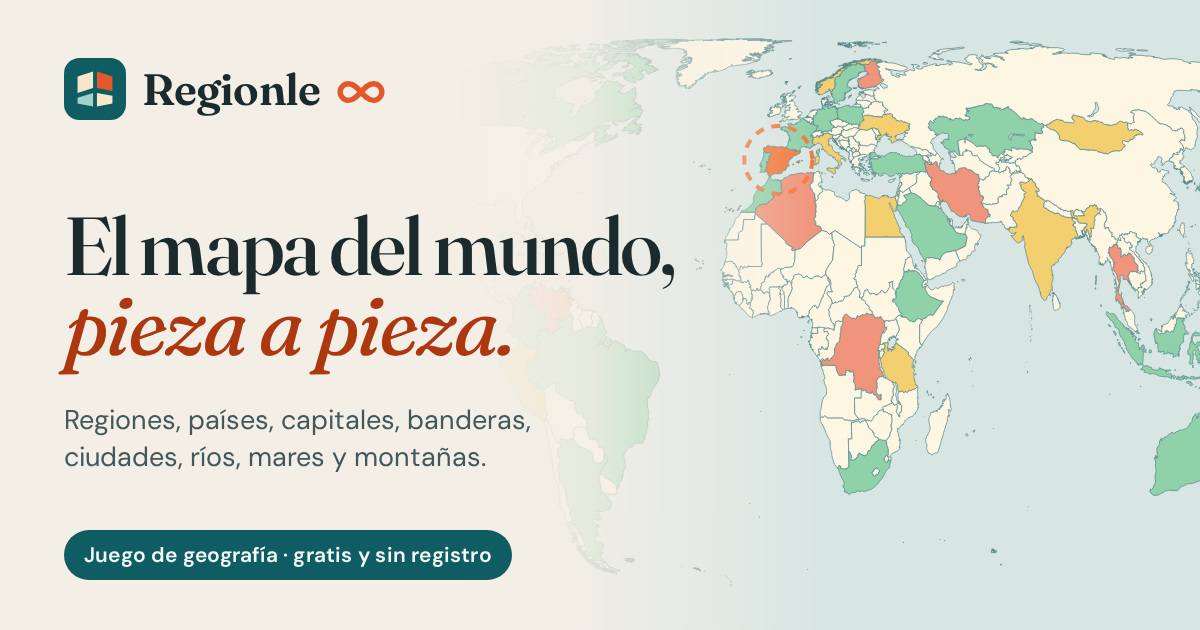 Regionle ∞
El mapa del mundo,
pieza a pieza.
Regiones, países, capitales, banderas,
ciudades, ríos, mares y montañas.
Juego de geografía · gratis y sin registro